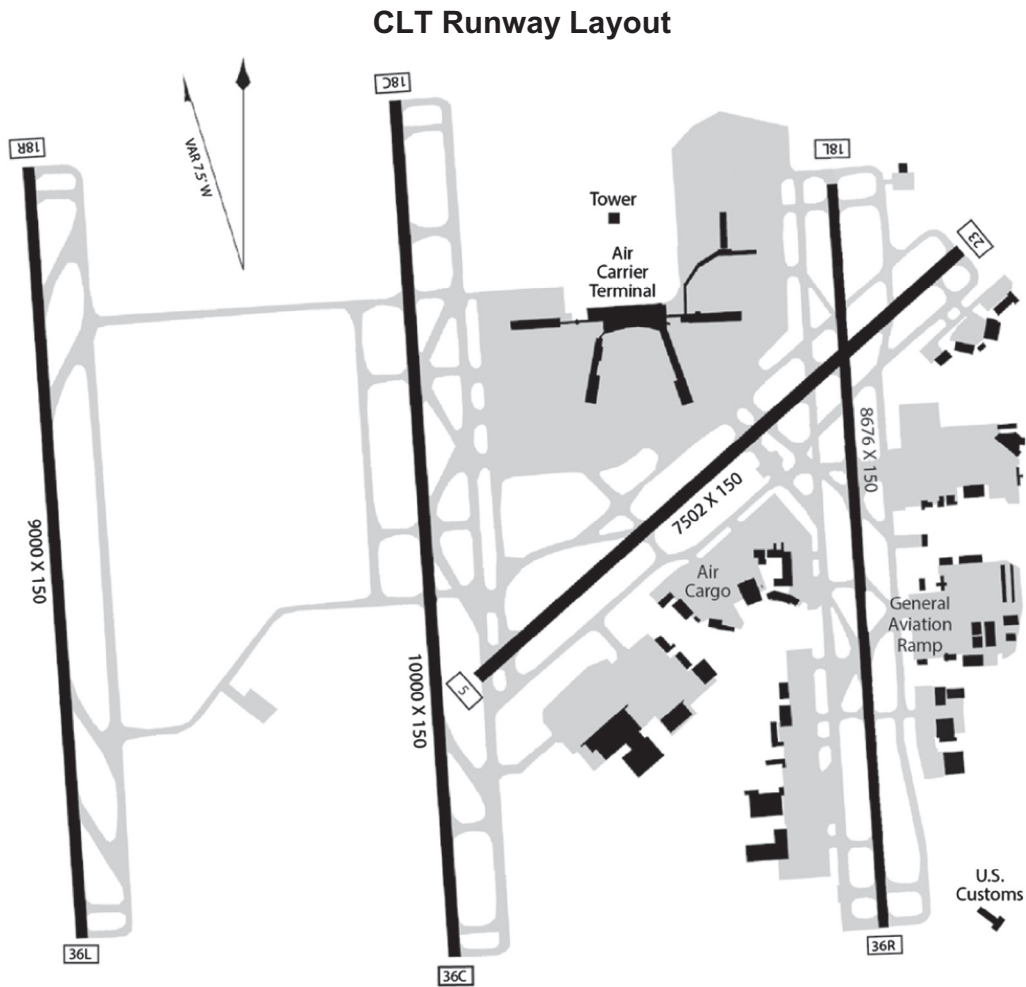 CLT Runway Layout
18C
18R
18L
VAR 7.5° W
Tower
Air
Carrier
Terminal
23
8676 X 150
7502 X 150
9000 X 150
Air
Cargo
General
Aviation
Ramp
10000 X 150
5
U.S.
Customs
36L
36C
36R